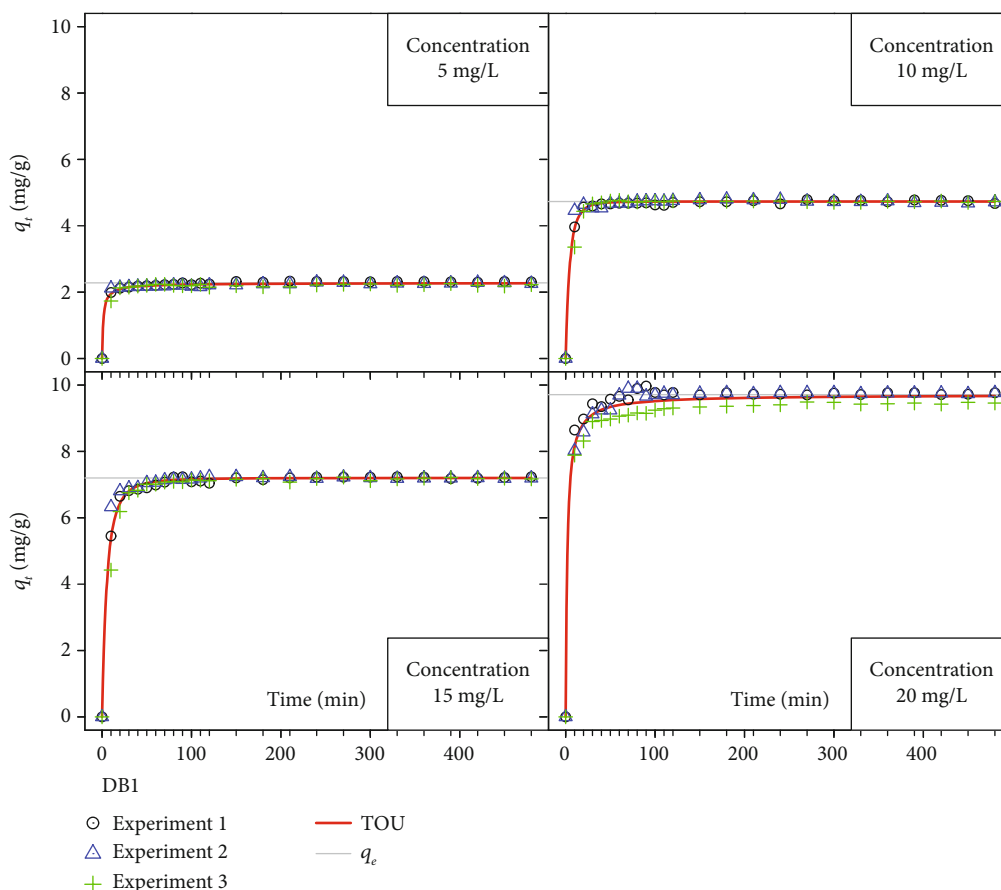 10
8
6
4
2
0
q_t (mg/g)
Concentration
5 mg/L
Concentration
10 mg/L
10
8
6
4
2
0
q_t (mg/g)
Time (min)
Concentration
15 mg/L
Time (min)
Concentration
20 mg/L
0 100 200 300 400
0 100 200 300 400
DB1
Experiment 1
Experiment 2
Experiment 3
TOU
q_e